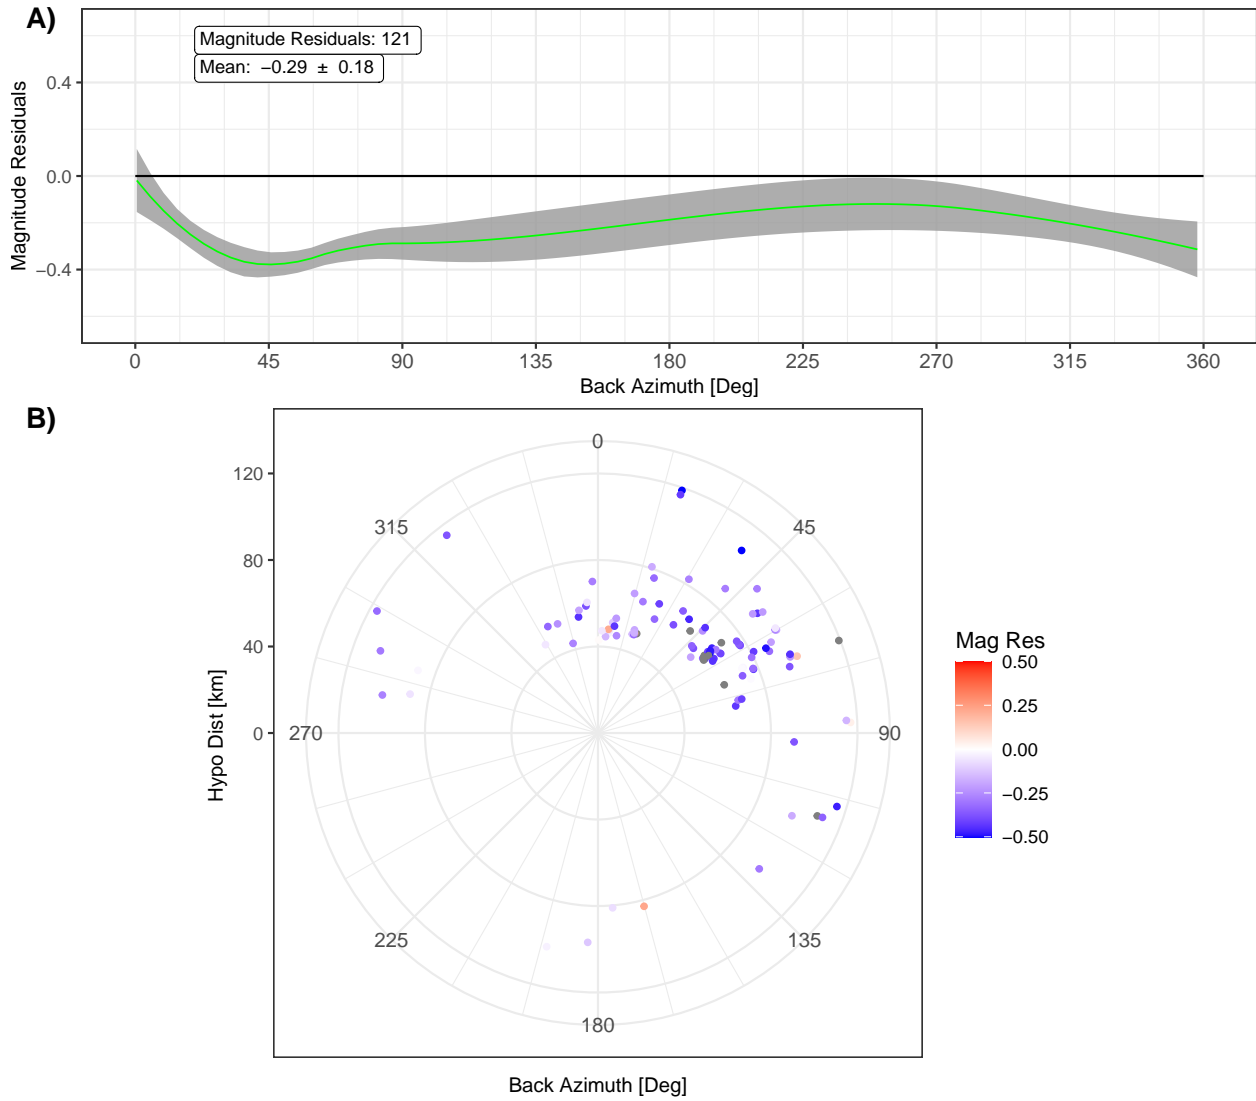 A)
Magnitude Residuals: 121
Mean: −0.29 ± 0.18
Magnitude Residuals
0.4
0.0
−0.4
0 45 90 135 180 225 270 315 360
Back Azimuth [Deg]
B)
Hypo Dist [km]
120
80
40
0
0
45
90
135
180
225
270
315
Back Azimuth [Deg]
Mag Res
0.50
0.25
0.00
−0.25
−0.50